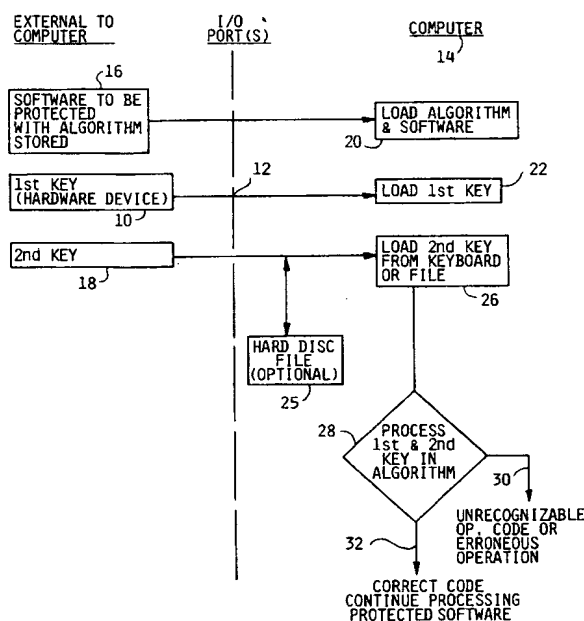 EXTERNAL TO
COMPUTER
I/O
PORT(S)
COMPUTER
14
16
SOFTWARE TO BE
PROTECTED
WITH ALGORITHM
STORED
LOAD ALGORITHM
& SOFTWARE
20
1st KEY
(HARDWARE DEVICE)
10
12
LOAD 1st KEY
22
2nd KEY
18
LOAD 2nd KEY
FROM KEYBOARD
OR FILE
26
HARD DISC
FILE
(OPTIONAL)
25
28
PROCESS
1st & 2nd
KEY IN
ALGORITHM
30
UNRECOGNIZABLE
OP. CODE OR
ERRONEOUS
OPERATION
32
CORRECT CODE
CONTINUE PROCESSING
PROTECTED SOFTWARE